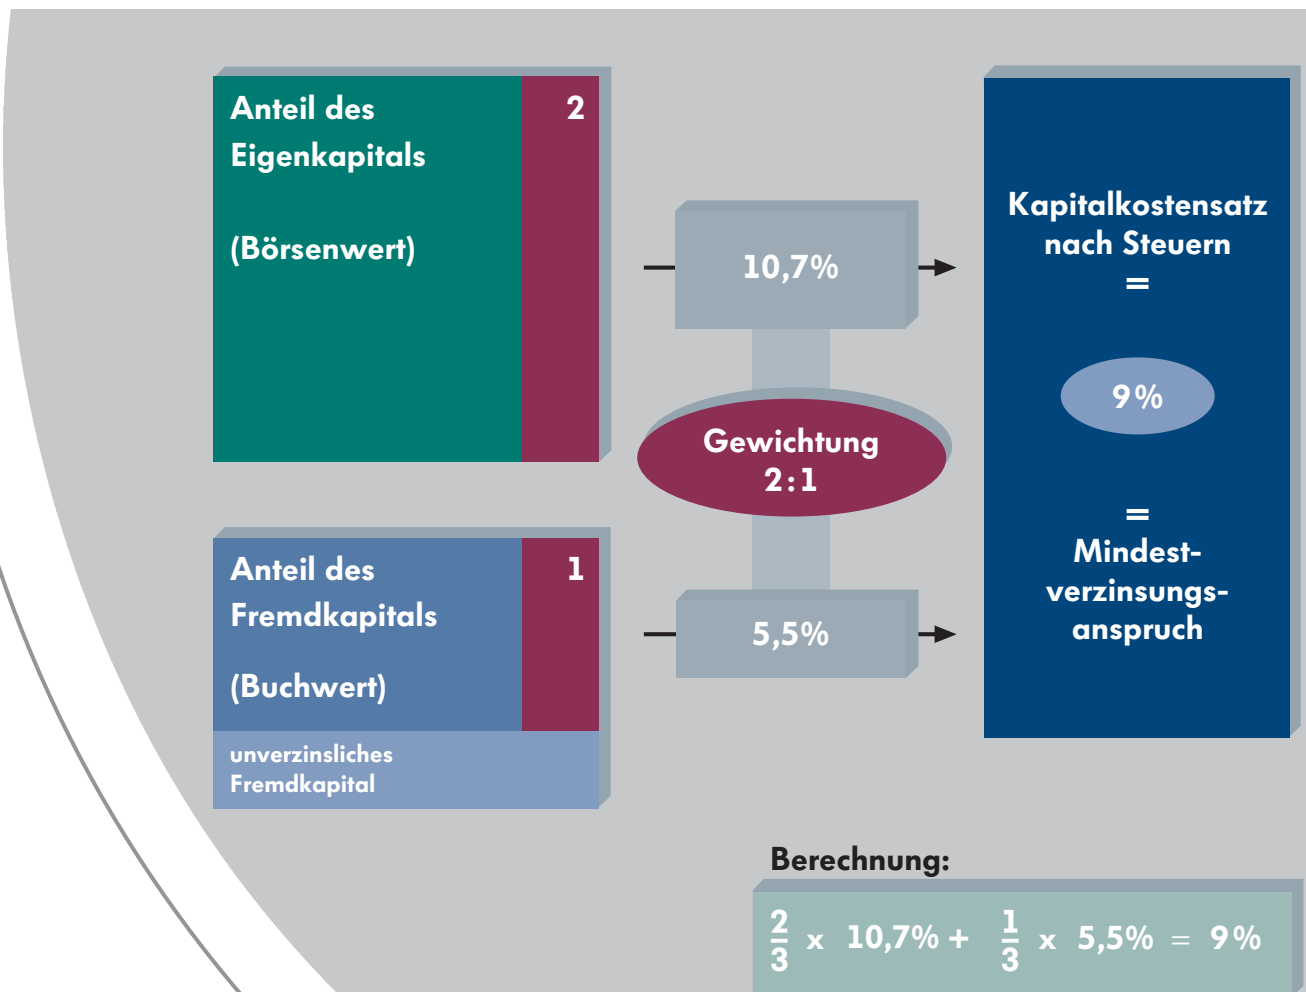 Anteil des
Eigenkapitals
(Börsenwert)
2
10,7%
Gewichtung
2:1
Anteil des
Fremdkapitals
(Buchwert)
1
unverzinsliches
Fremdkapital
5,5%
Kapitalkostensatz
nach Steuern
=
9%
=
Mindest-
verzinsungs-
anspruch
Berechnung:
2/3 x 10,7% + 1/3 x 5,5% = 9%